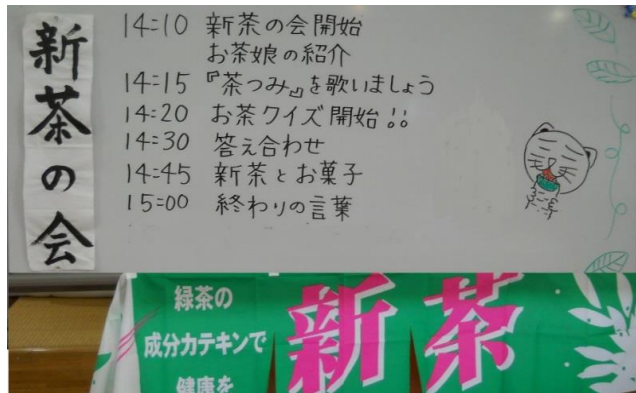 新茶の会
14:10 新茶の会開始
お茶娘の紹介
14:15 『茶つみ』を歌いましょう
14:20 お茶クイズ開始!!
14:30 答え合わせ
14:45 新茶とお菓子
15:00 終わりの言葉
緑茶の
成分カテキンで
健康を
新茶